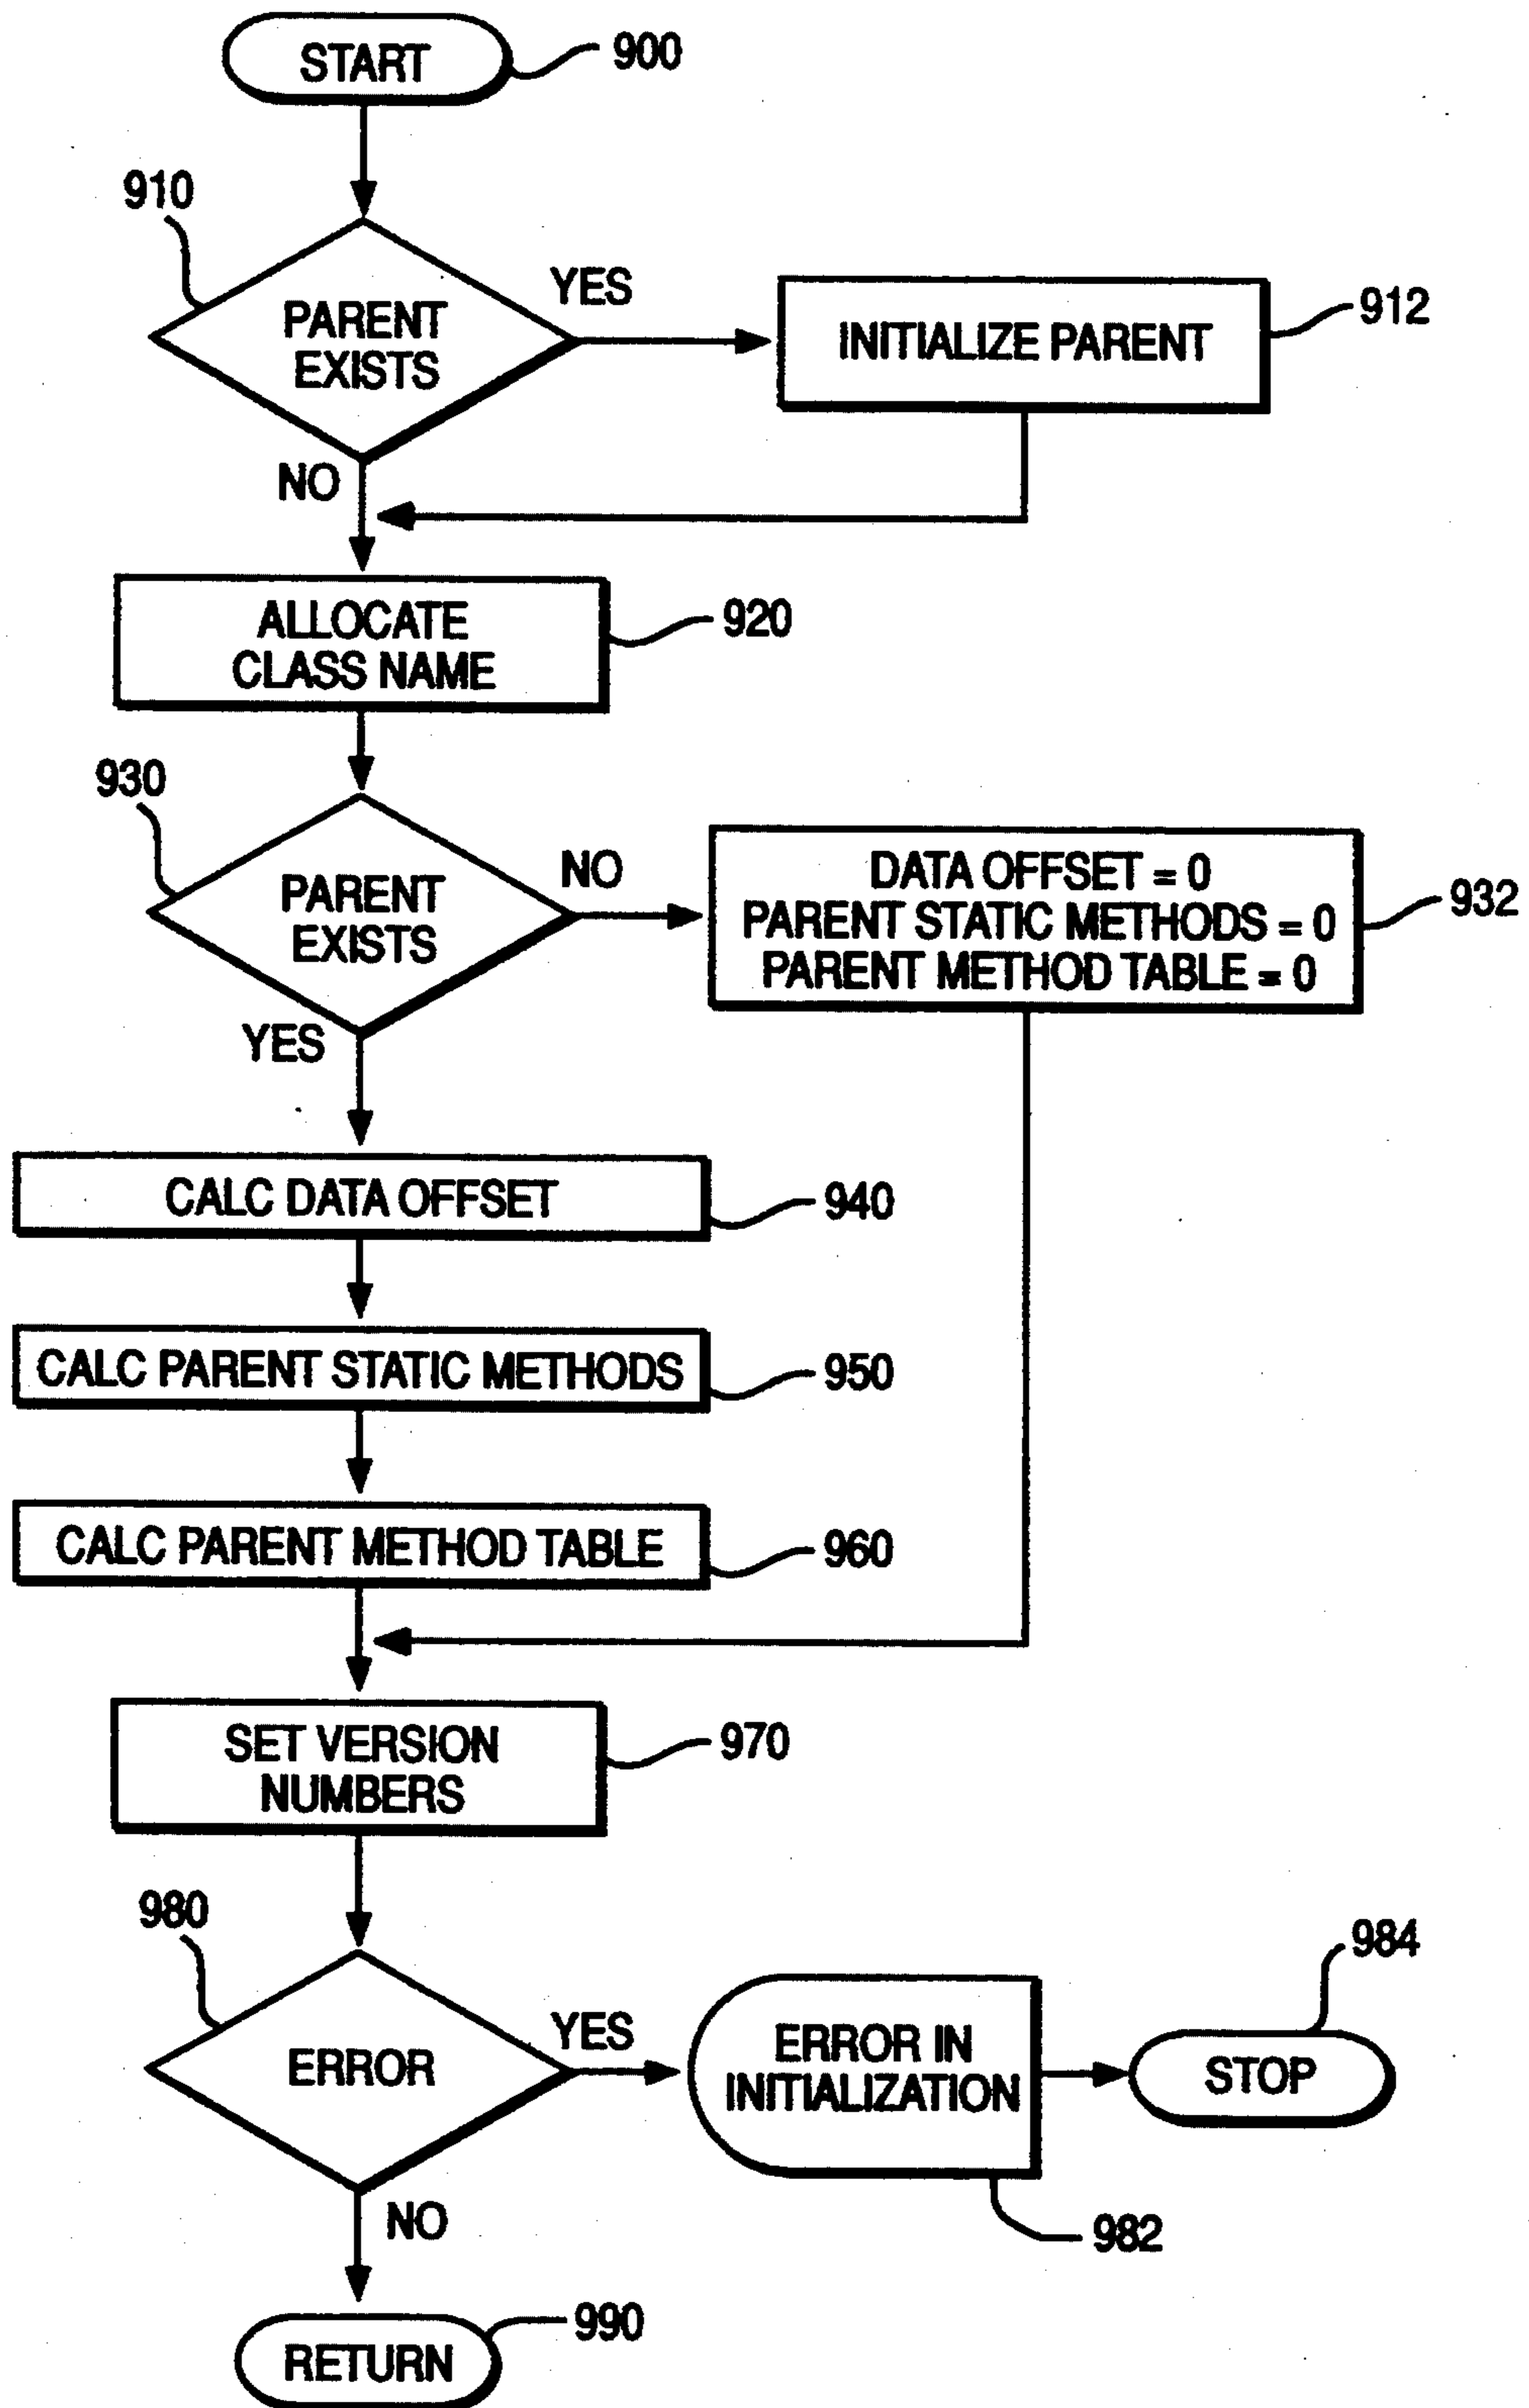 START
900
910
PARENT
EXISTS
YES
INITIALIZE PARENT
912
NO
ALLOCATE
CLASS NAME
920
930
PARENT
EXISTS
NO
DATA OFFSET = 0
PARENT STATIC METHODS = 0
PARENT METHOD TABLE = 0
932
YES
CALC DATA OFFSET
940
CALC PARENT STATIC METHODS
950
CALC PARENT METHOD TABLE
960
SET VERSION
NUMBERS
970
980
ERROR
YES
ERROR IN
INITIALIZATION
982
STOP
984
NO
RETURN
990